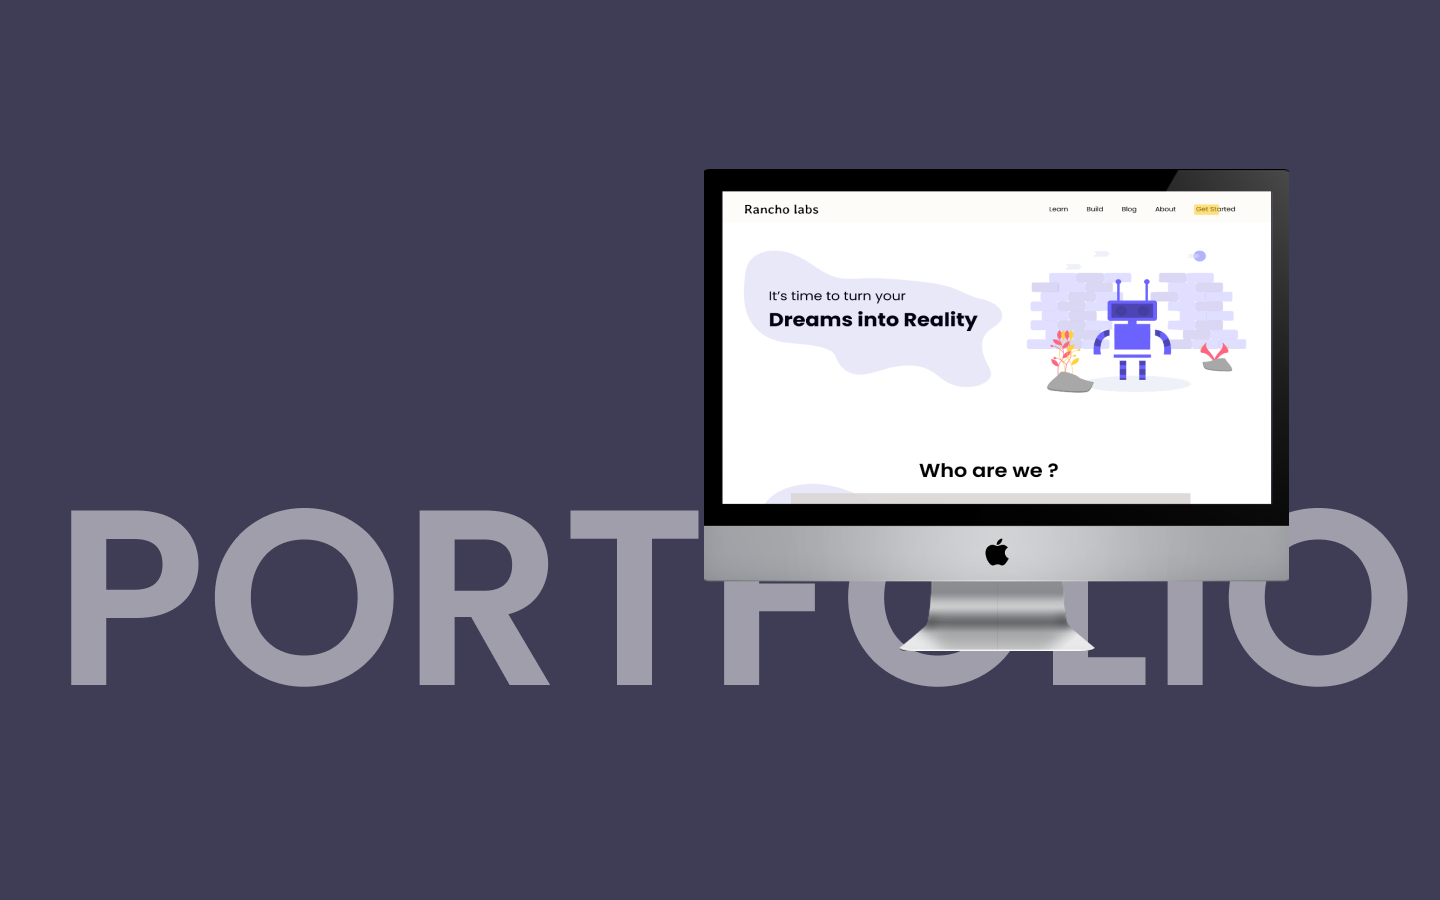 Rancho labs
Learn Build Blog About Get Started
It's time to turn your
Dreams into Reality
Who are we ?
PORTFOLIO